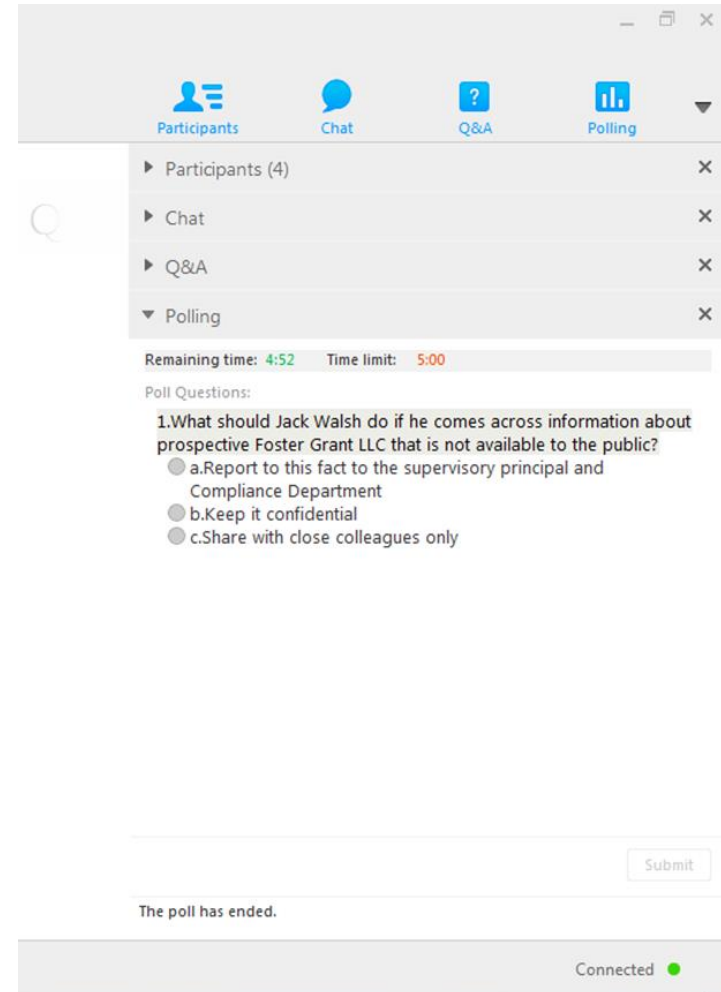 Participants
Chat
Q&A
Polling
Participants (4)
Q
Chat
Q&A
Polling
Remaining time: 4:52 Time limit: 5:00
Poll Questions:
1.What should Jack Walsh do if he comes across information about
prospective Foster Grant LLC that is not available to the public?
a.Report to this fact to the supervisory principal and
Compliance Department
b.Keep it confidential
c.Share with close colleagues only
Submit
The poll has ended.
Connected